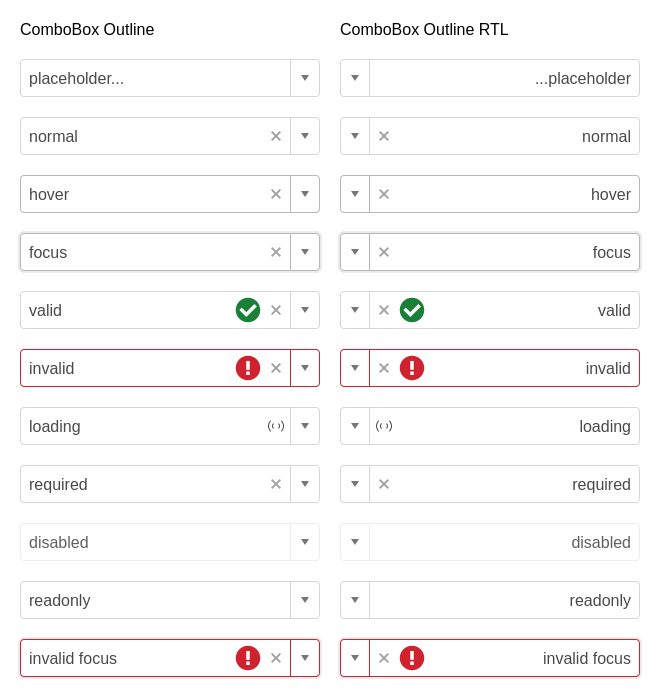 ComboBox Outline
placeholder...
normal
hover
focus
valid
invalid
loading
required
disabled
readonly
invalid focus
ComboBox Outline RTL
...placeholder
normal
hover
focus
valid
invalid
loading
required
disabled
readonly
invalid focus